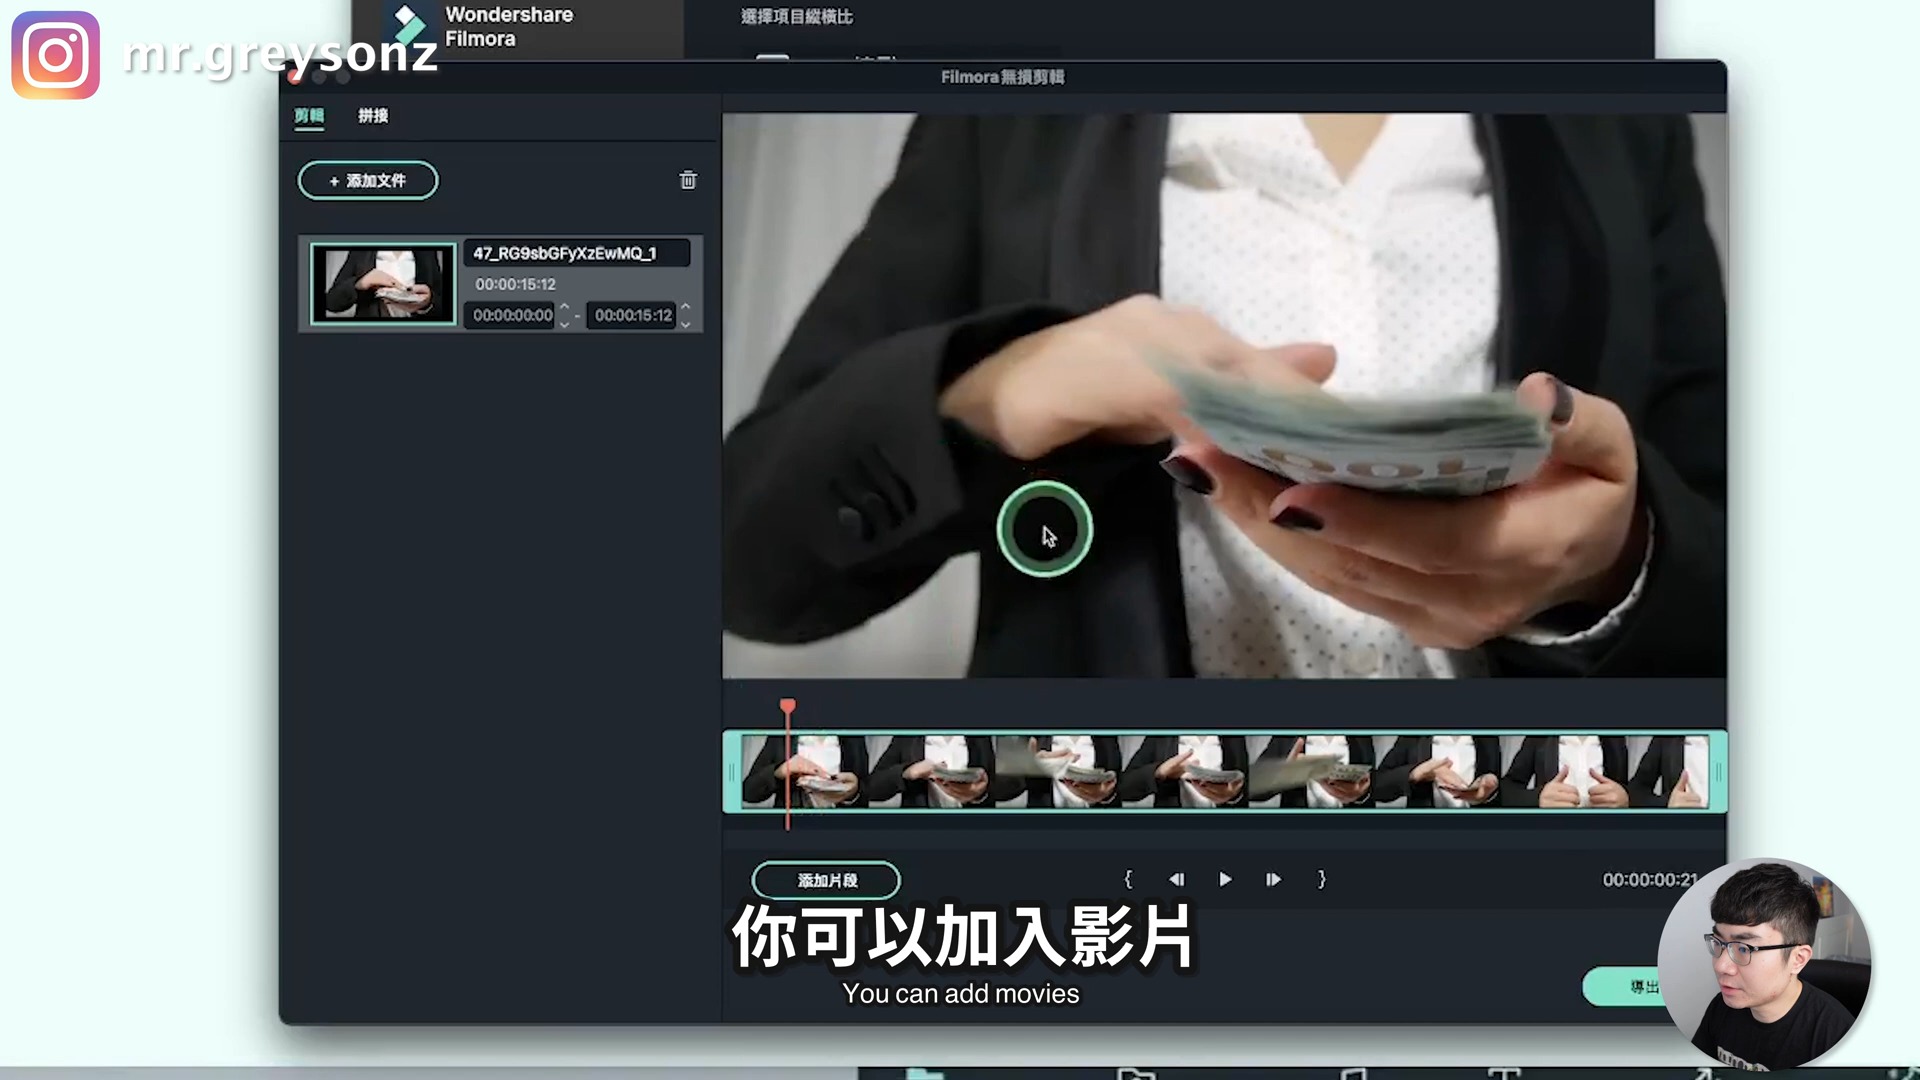 Wondershare
Filmora
選擇項目縱橫比
mr.greysonz
Filmora無損剪輯
剪輯
拼接
+ 添加文件
47_RG9sbGFyXzEwMQ_1
00:00:15:12
00:00:00:00 - 00:00:15:12
添加片段
{ }
00:00:00:21
你可以加入影片
You can add movies
導出